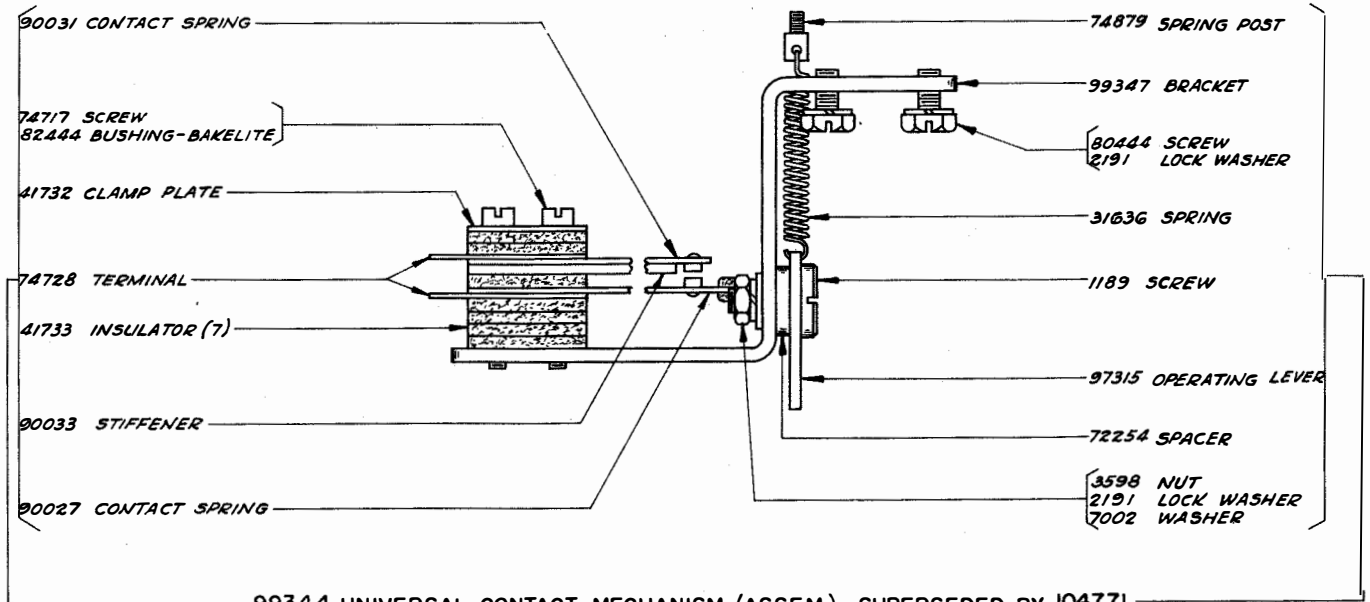 90031 CONTACT SPRING
74717 SCREW
82444 BUSHING-BAKELITE
41732 CLAMP PLATE
74728 TERMINAL
41733 INSULATOR (7)
90033 STIFFENER
90027 CONTACT SPRING
74879 SPRING POST
99347 BRACKET
80444 SCREW
2191 LOCK WASHER
31636 SPRING
1189 SCREW
97315 OPERATING LEVER
72254 SPACER
3598 NUT
2191 LOCK WASHER
7002 WASHER
99344 UNIVERSAL CONTACT MECHANISM (ASSEM.) SUPERSEDED BY 104771